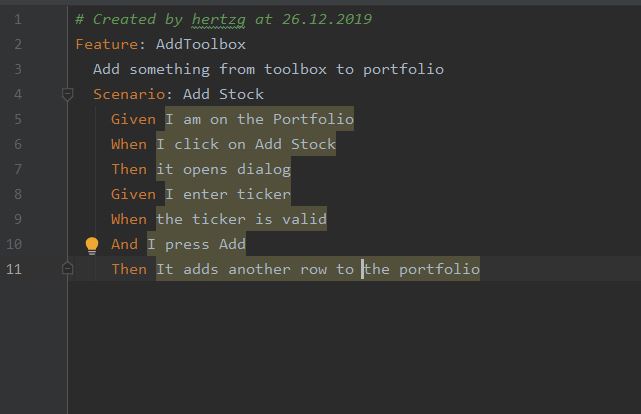 1 # Created by hertzg at 26.12.2019
2 Feature: AddToolbox
3 Add something from toolbox to portfolio
4 Scenario: Add Stock
5 Given I am on the Portfolio
6 When I click on Add Stock
7 Then it opens dialog
8 Given I enter ticker
9 When the ticker is valid
10 And I press Add
11 Then It adds another row to the portfolio